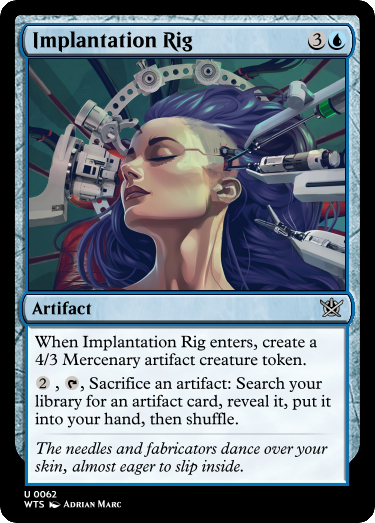 Implantation Rig 3
Artifact
When Implantation Rig enters, create a
4/3 Mercenary artifact creature token.
2 , , Sacrifice an artifact: Search your
library for an artifact card, reveal it, put it
into your hand, then shuffle.
The needles and fabricators dance over your
skin, almost eager to slip inside.
U 0062
WTS Adrian Marc